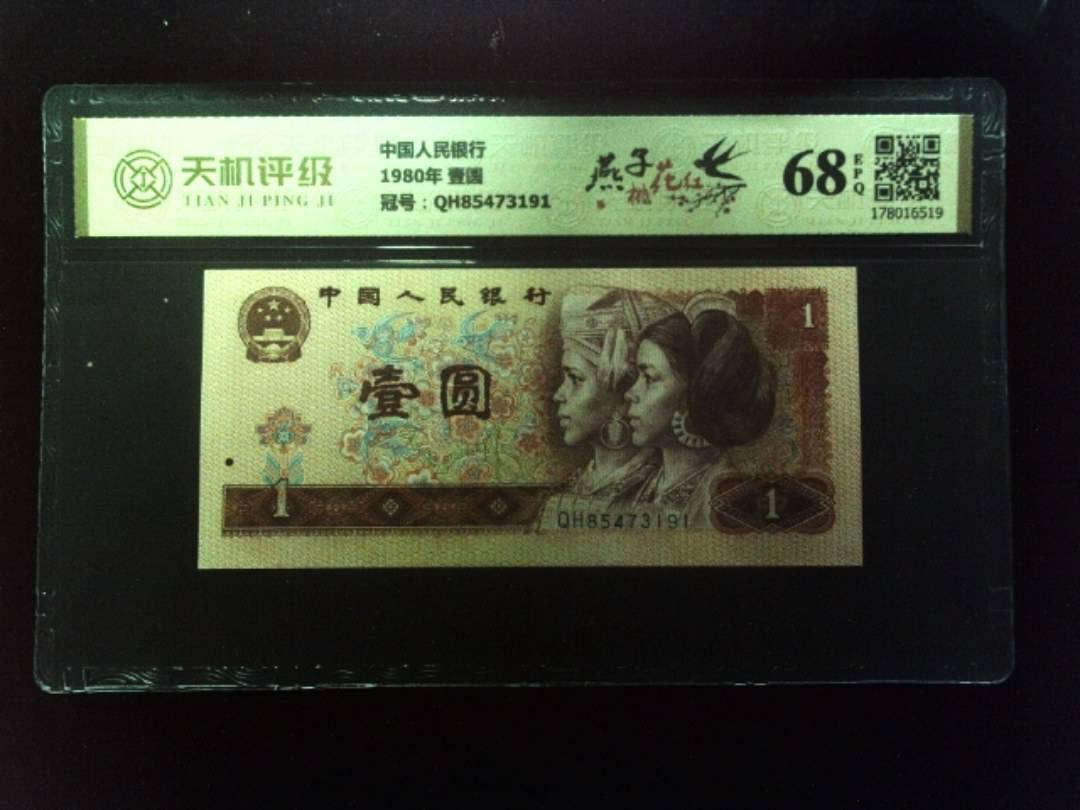 天机评级
TIAN JI PING JI
中国人民银行
1980年 壹圆
冠号：QH85473191
燕子
桃花红
68
EPQ
178016519
中国人民银行
1
壹圆
1
QH85473191
1